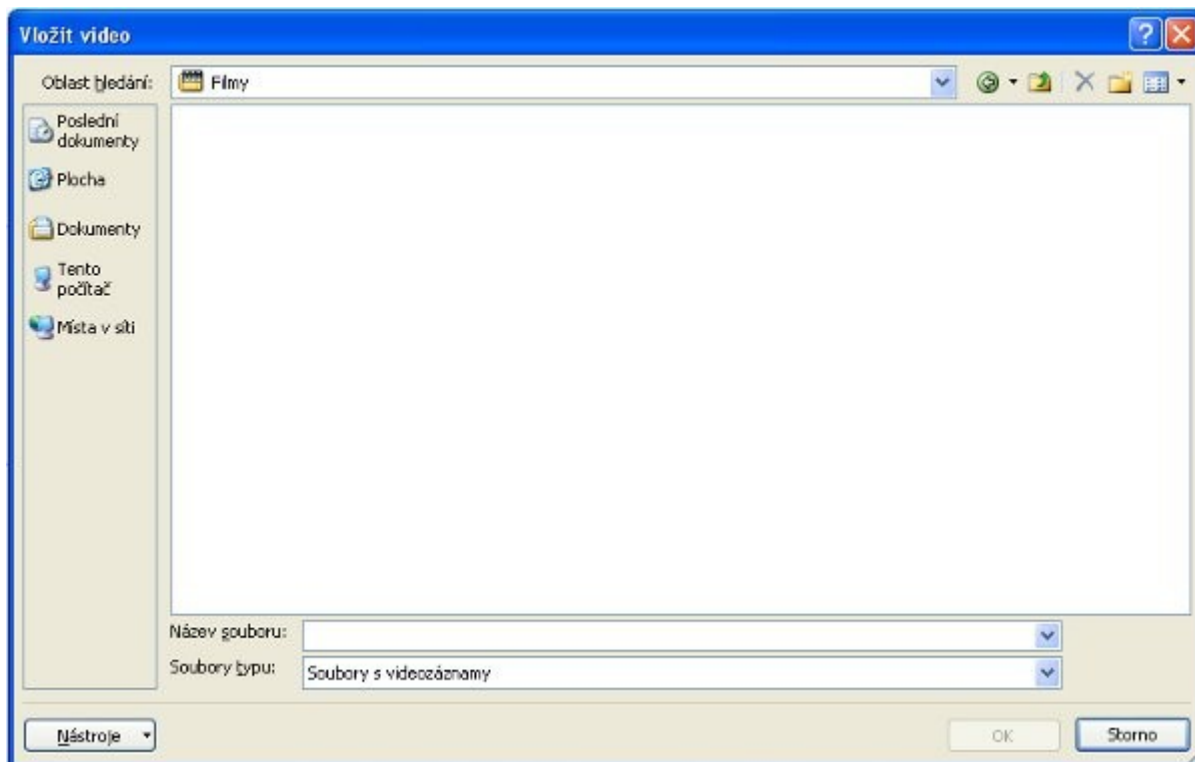 Vložit video
Oblast hledání:
Filmy
Poslední
dokumenty
Plocha
Dokumenty
Tento
počítač
Místa v síti
Název souboru:
Soubory typu:
Soubory s videozáznamy
Nástroje
OK
Storno